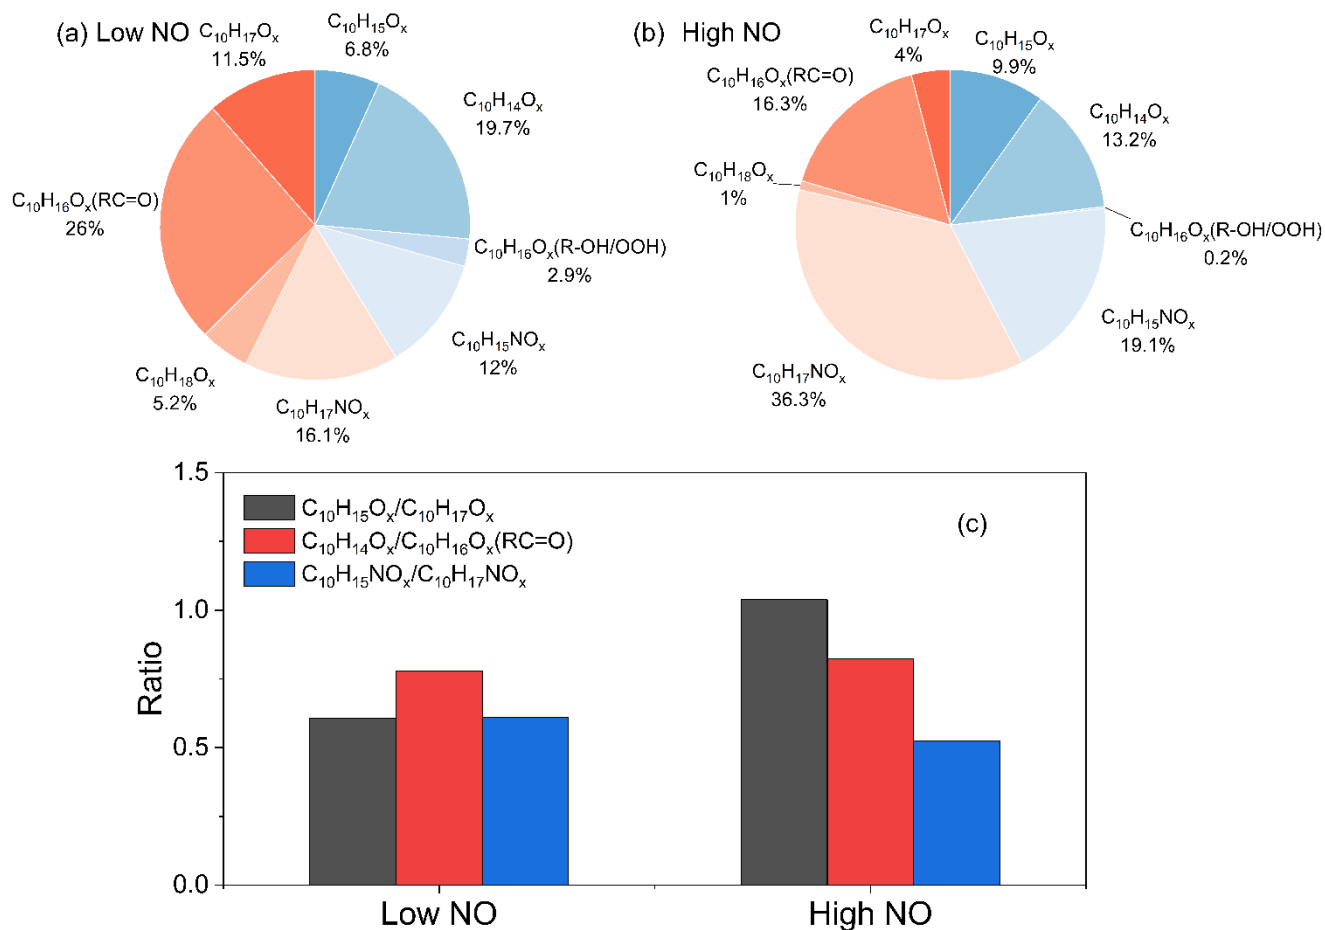 (a) Low NO
C10H17Ox
11.5%
C10H15Ox
6.8%
C10H14Ox
19.7%
C10H16Ox(RC=O)
26%
C10H16Ox(R-OH/OOH)
2.9%
C10H15NOx
12%
C10H18Ox
5.2%
C10H17NOx
16.1%
(b) High NO
C10H17Ox
4%
C10H15Ox
9.9%
C10H16Ox(RC=O)
16.3%
C10H14Ox
13.2%
C10H18Ox
1%
C10H16Ox(R-OH/OOH)
0.2%
C10H15NOx
19.1%
C10H17NOx
36.3%
1.5
1.0
0.5
0.0
Ratio
C10H15Ox/C10H17Ox
C10H14Ox/C10H16Ox(RC=O)
C10H15NOx/C10H17NOx
(c)
Low NO
High NO